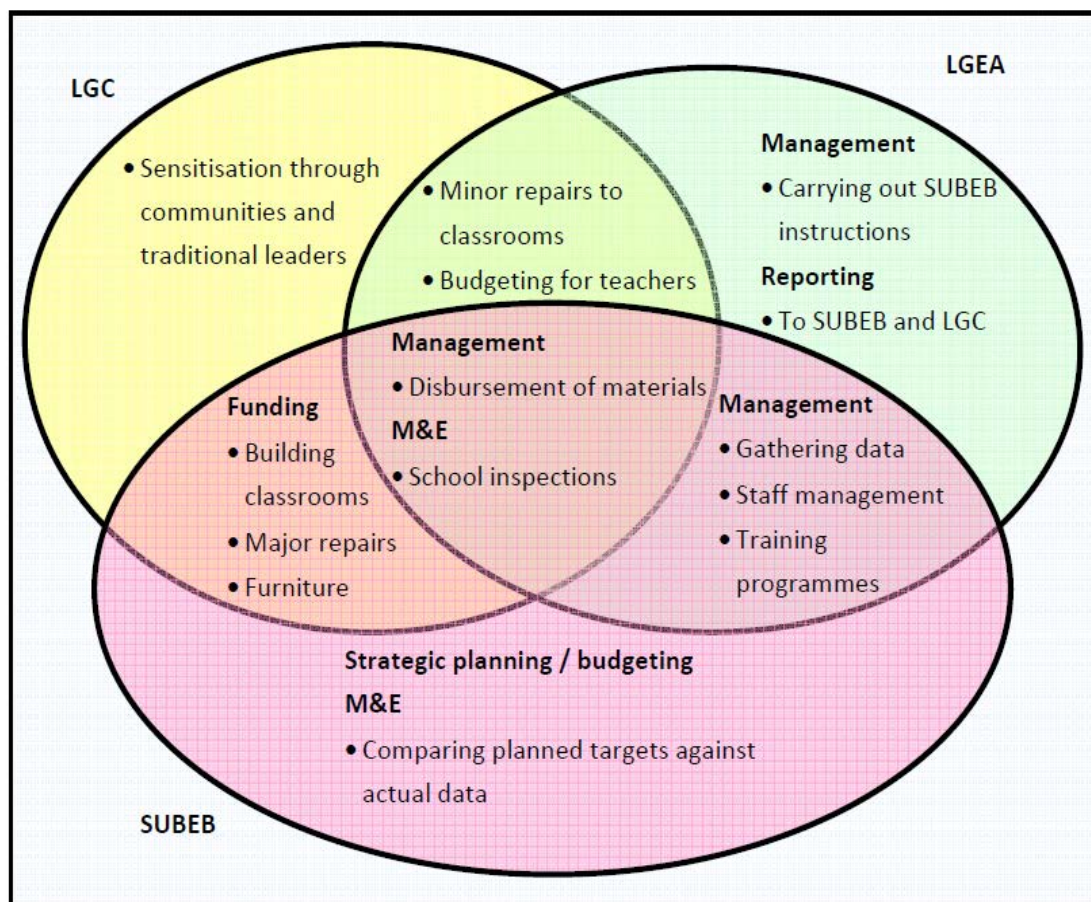 LGC
LGEA
• Sensitisation through
communities and
traditional leaders
• Minor repairs to
classrooms
• Budgeting for teachers
Management
• Carrying out SUBEB
instructions
Reporting
• To SUBEB and LGC
Funding
• Building
classrooms
• Major repairs
• Furniture
Management
• Disbursement of materials
M&E
• School inspections
Management
• Gathering data
• Staff management
• Training
programmes
Strategic planning / budgeting
M&E
• Comparing planned targets against
actual data
SUBEB